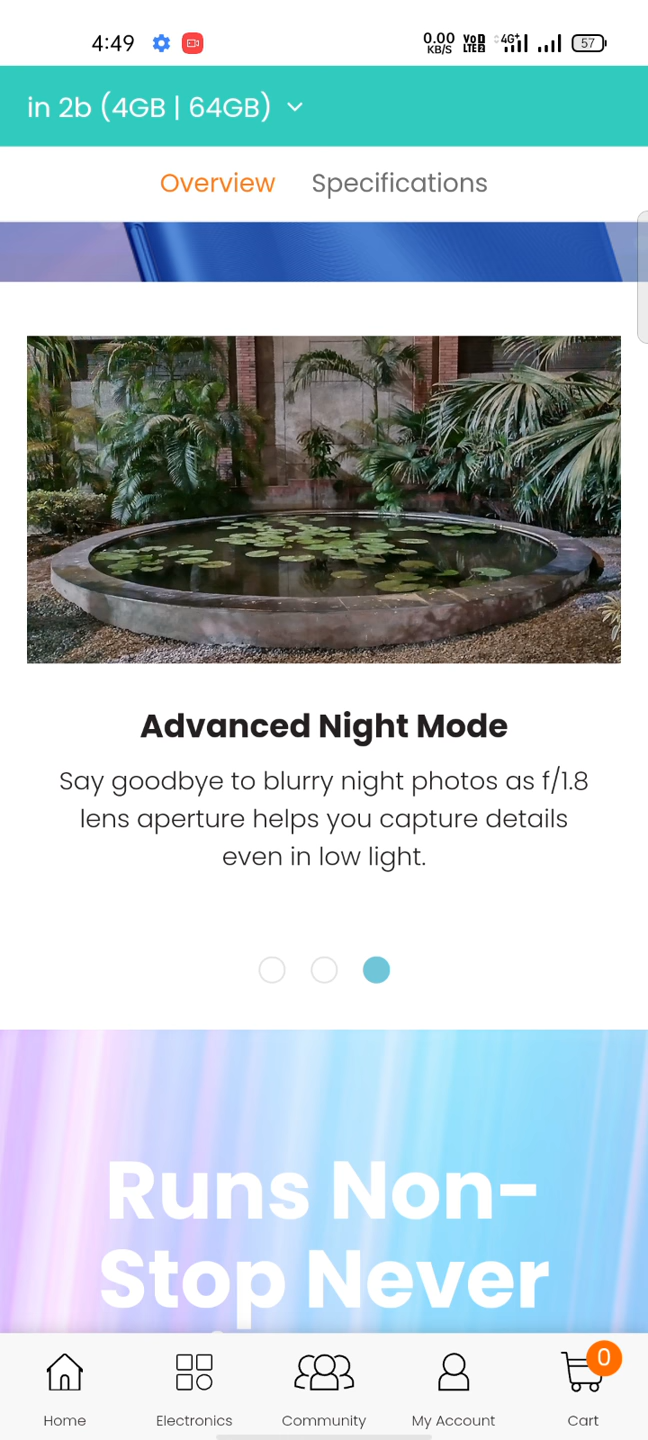 4:49
0.00 KB/S VoD LTE2 4G+ 57
in 2b (4GB | 64GB)
Overview Specifications
Advanced Night Mode
Say goodbye to blurry night photos as f/1.8
lens aperture helps you capture details
even in low light.
Runs Non-
Stop Never
0
Home Electronics Community My Account Cart